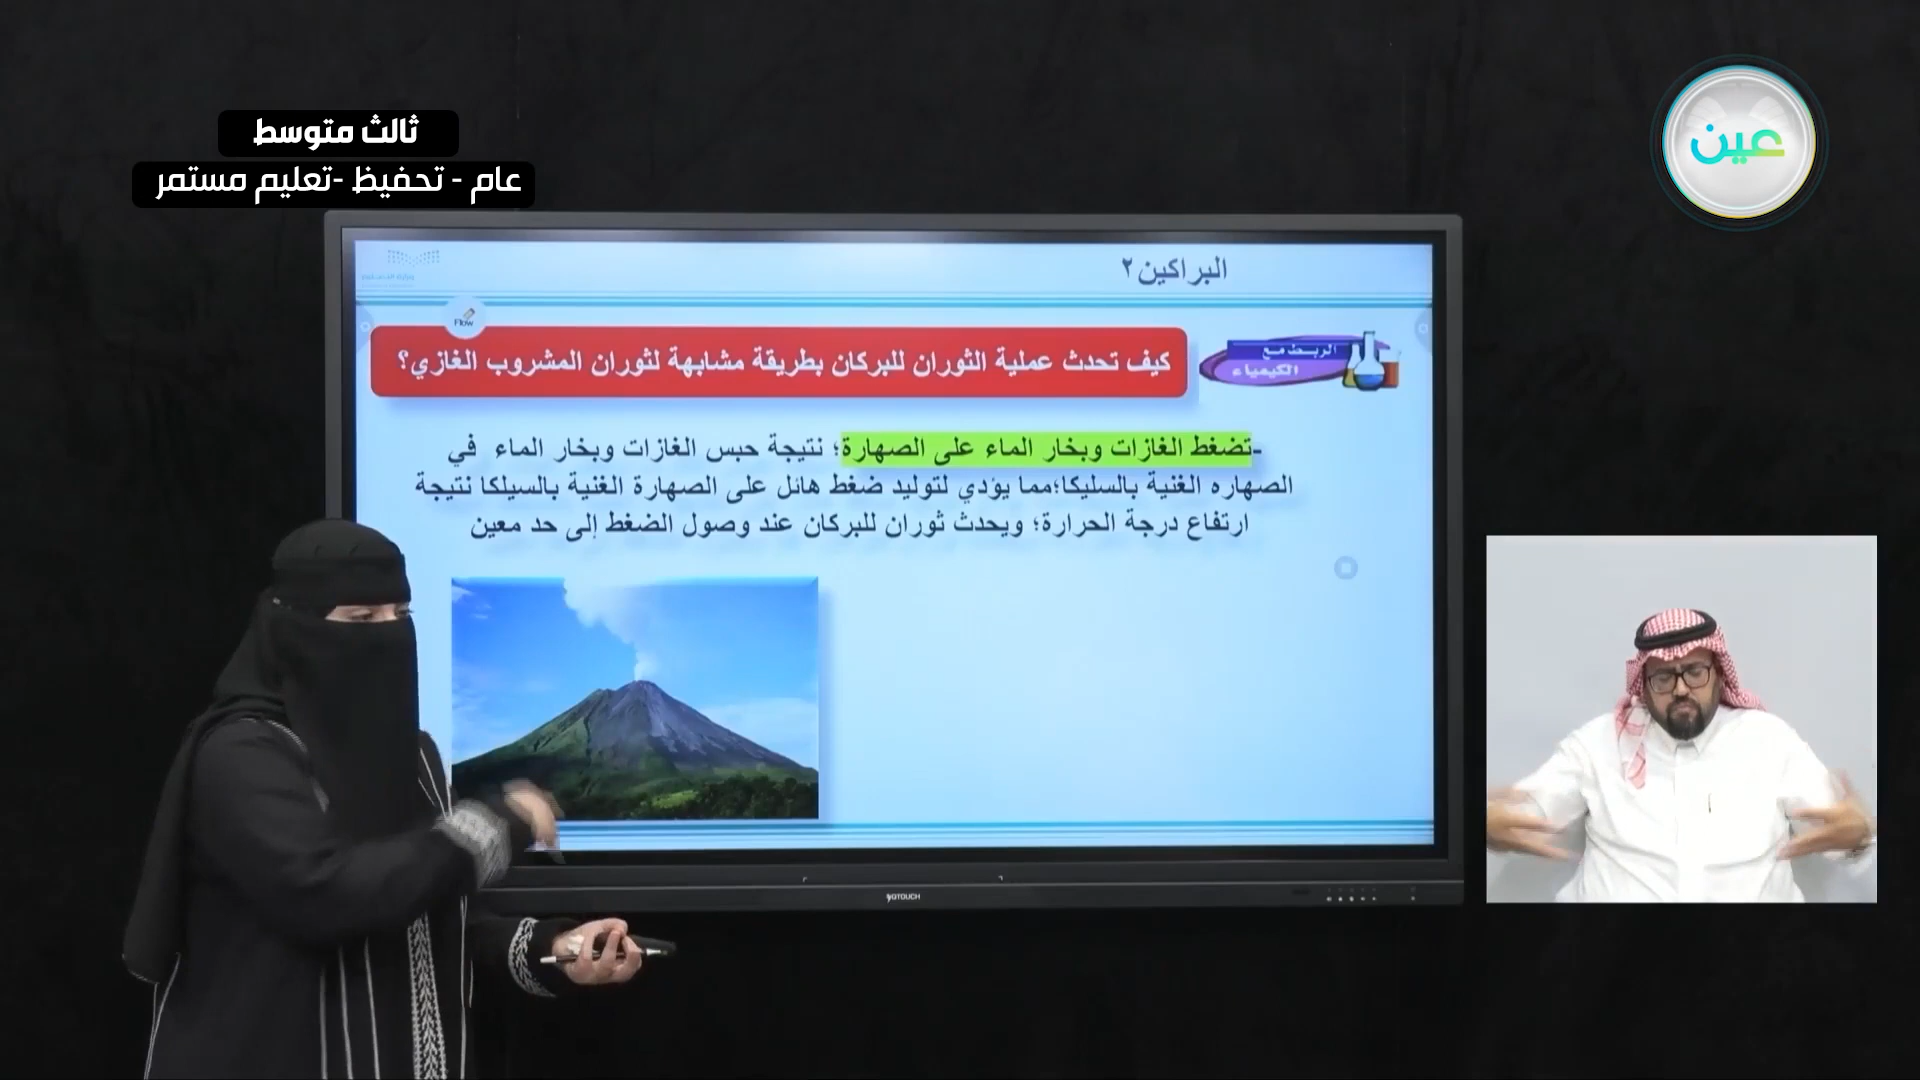 ثالث متوسط
عام - تحفيظ -تعليم مستمر
عين
البراكين٢
Flow
الربط مع
الكيمياء
كيف تحدث عملية الثوران للبركان بطريقة مشابهة لثوران المشروب الغازي؟
-تضغط الغازات وبخار الماء على الصهارة؛ نتيجة حبس الغازات وبخار الماء في
الصهاره الغنية بالسليكا؛مما يؤدي لتوليد ضغط هائل على الصهارة الغنية بالسيلكا نتيجة
ارتفاع درجة الحرارة؛ ويحدث ثوران للبركان عند وصول الضغط إلى حد معين
YOTOUCH